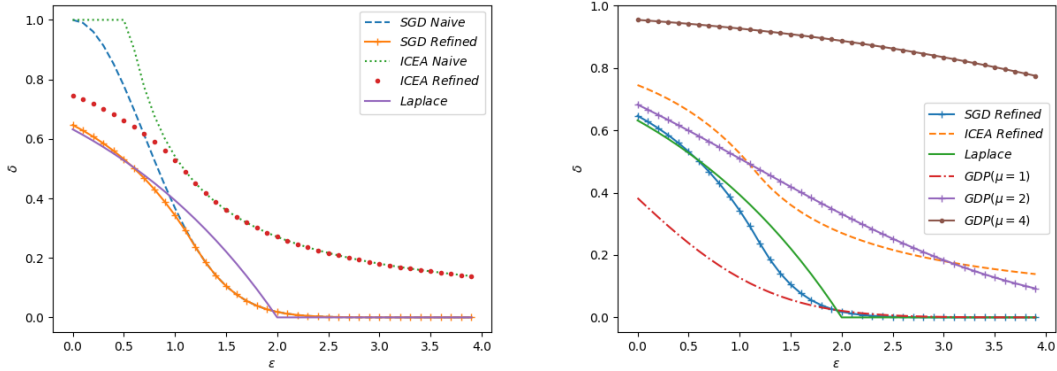 1.0
0.8
0.6
0.4
0.2
0.0
δ
0.0 0.5 1.0 1.5 2.0 2.5 3.0 3.5 4.0
ε
SGD Naive
SGD Refined
ICEA Naive
ICEA Refined
Laplace
1.0
0.8
0.6
0.4
0.2
0.0
δ
0.0 0.5 1.0 1.5 2.0 2.5 3.0 3.5 4.0
ε
SGD Refined
ICEA Refined
Laplace
GDP(μ = 1)
GDP(μ = 2)
GDP(μ = 4)